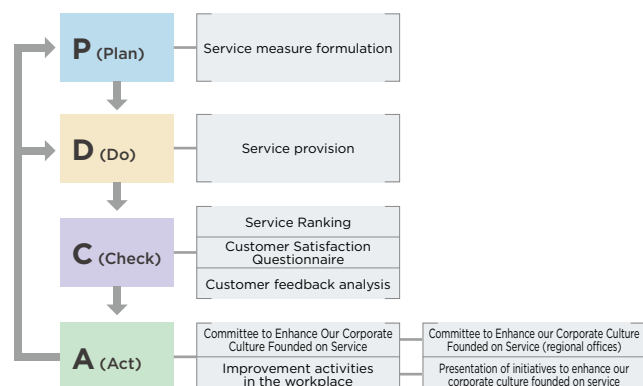 P (Plan)
Service measure formulation
D (Do)
Service provision
C (Check)
Service Ranking
Customer Satisfaction
Questionnaire
Customer feedback analysis
A (Act)
Committee to Enhance Our Corporate
Culture Founded on Service
Improvement activities
in the workplace
Committee to Enhance our Corporate Culture
Founded on Service (regional offices)
Presentation of initiatives to enhance our
corporate culture founded on service